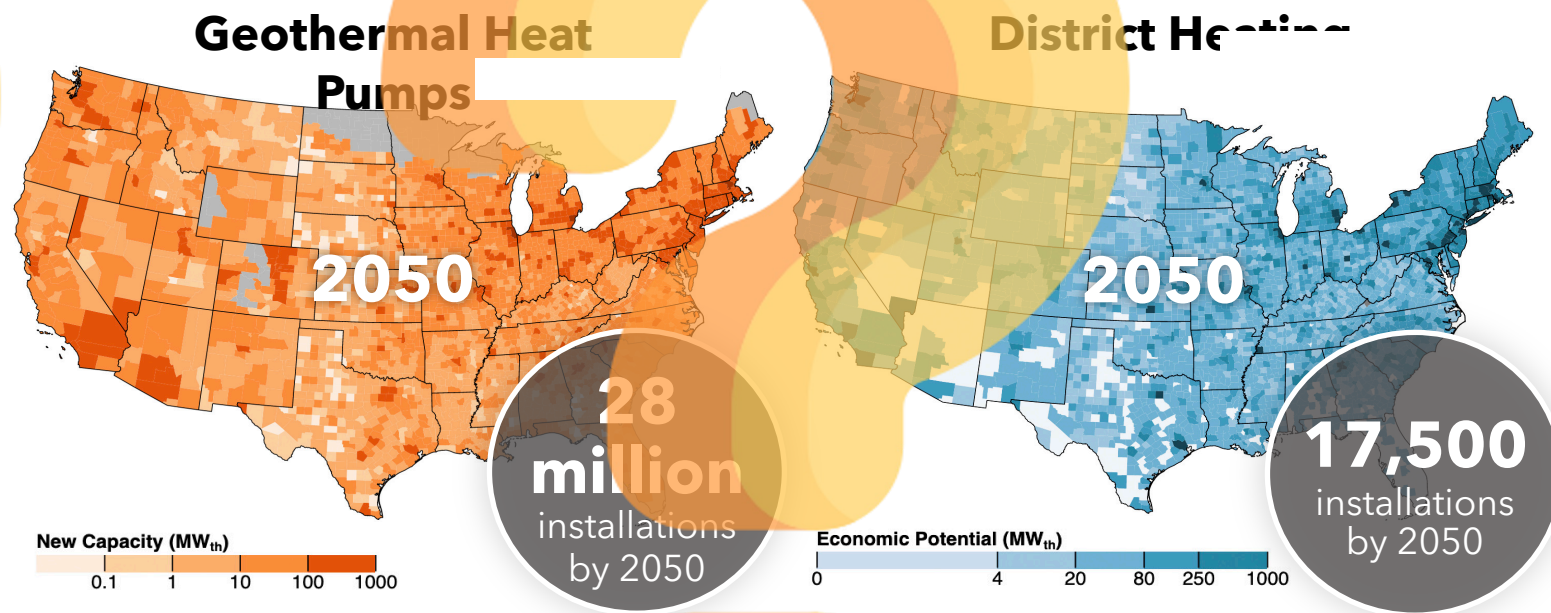 Geothermal Heat
Pumps
District Heating
2050
2050
28
million
installations
by 2050
17,500
installations
by 2050
New Capacity (MWth)
0.1 1 10 100 1000
Economic Potential (MWth)
0 4 20 80 250 1000